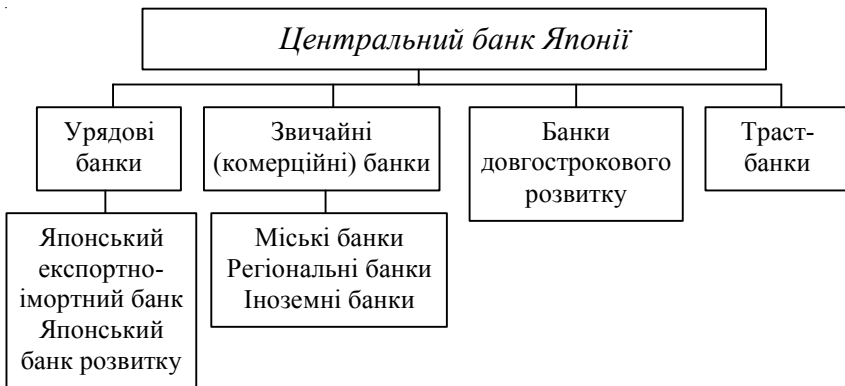 Центральний банк Японії
Урядові
банки
Звичайні
(комерційні) банки
Банки
довгострокового
розвитку
Траст-
банки
Японський
експортно-
імортний банк
Японський
банк розвитку
Міські банки
Регіональні банки
Іноземні банки